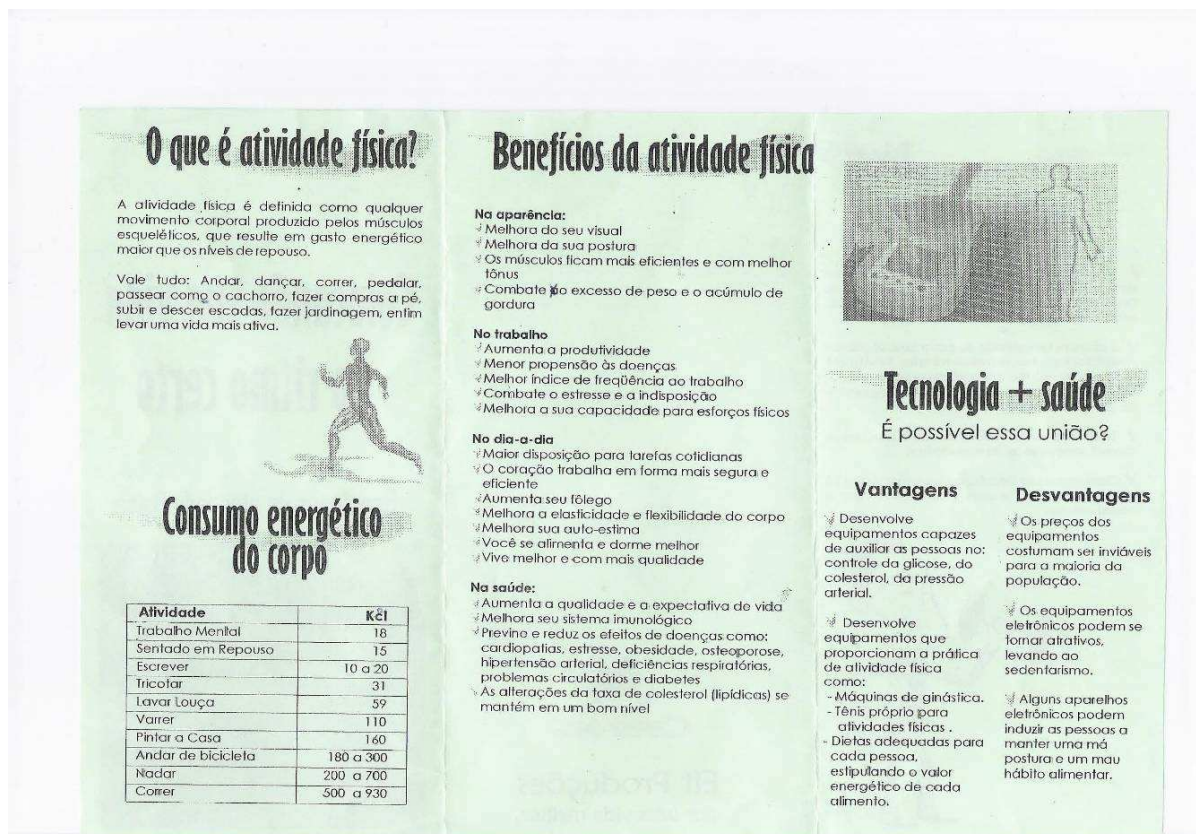 O que é atividade física?
A atividade física é definida como qualquer
movimento corporal produzido pelos músculos
esqueléticos, que resulte em gasto energético
maior que os níveis de repouso.
Vale tudo: Andar, dançar, correr, pedalar,
passear como o cachorro, fazer compras a pé,
subir e descer escadas, fazer jardinagem, enfim
levar uma vida mais ativa.
Consumo energético
do corpo
Atividade Kcl
Trabalho Mental 18
Sentado em Repouso 15
Escrever 10 a 20
Tricotar 31
Lavar Louça 59
Varrer 110
Pintar a Casa 160
Andar de bicicleta 180 a 300
Nadar 200 a 700
Correr 500 a 930
Benefícios da atividade física
Na aparência:
Melhora do seu visual
Melhora da sua postura
Os músculos ficam mais eficientes e com melhor
tônus
Combate o excesso de peso e o acúmulo de
gordura
No trabalho
Aumenta a produtividade
Menor propensão às doenças
Melhor índice de freqüência ao trabalho
Combate o estresse e a indisposição
Melhora a sua capacidade para esforços físicos
No dia-a-dia
Maior disposição para tarefas cotidianas
O coração trabalha em forma mais segura e
eficiente
Aumenta seu fôlego
Melhora a elasticidade e flexibilidade do corpo
Melhora sua auto-estima
Você se alimenta e dorme melhor
Vive melhor e com mais qualidade
Na saúde:
Aumenta a qualidade e a expectativa de vida
Melhora seu sistema imunológico
Previne e reduz os efeitos de doenças como:
cardiopatias, estresse, obesidade, osteoporose,
hipertensão arterial, deficiências respiratórias,
problemas circulatórios e diabetes
As alterações da taxa de colesterol (lipídicas) se
mantém em um bom nível
Tecnologia + saúde
É possível essa união?
Vantagens
Desenvolve
equipamentos capazes
de auxiliar as pessoas no:
controle da glicose, do
colesterol, da pressão
arterial.
Desenvolve
equipamentos que
proporcionam a prática
de atividade física
como:
- Máquinas de ginástica.
- Tênis próprio para
atividades físicas .
- Dietas adequadas para
cada pessoa,
estipulando o valor
energético de cada
alimento.
Desvantagens
Os preços dos
equipamentos
costumam ser inviáveis
para a maioria da
população.
Os equipamentos
eletrônicos podem se
tornar atrativos,
levando ao
sedentarismo.
Alguns aparelhos
eletrônicos podem
induzir as pessoas a
manter uma má
postura e um mau
hábito alimentar.